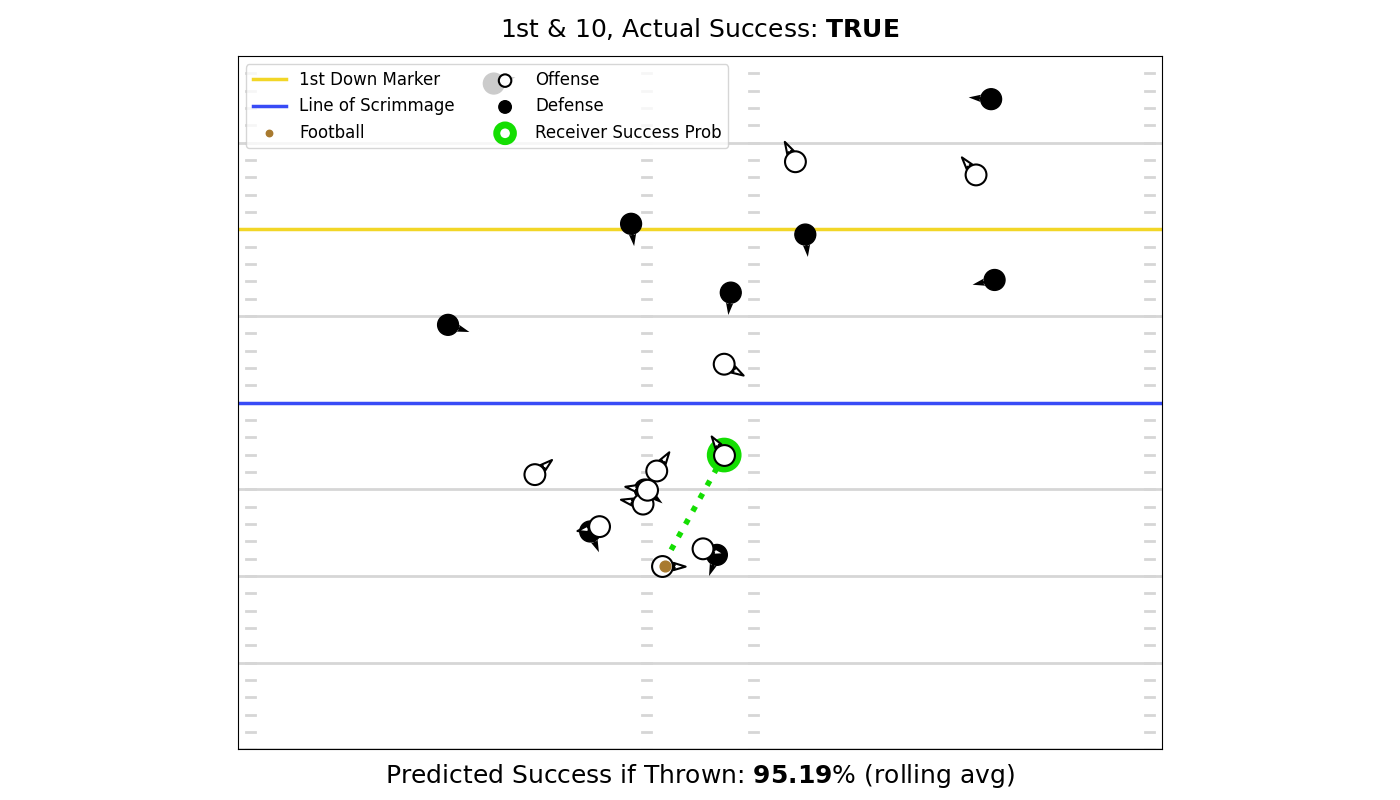 1st & 10, Actual Success: TRUE
1st Down Marker
Line of Scrimmage
Football
Offense
Defense
Receiver Success Prob
Predicted Success if Thrown: 95.19% (rolling avg)